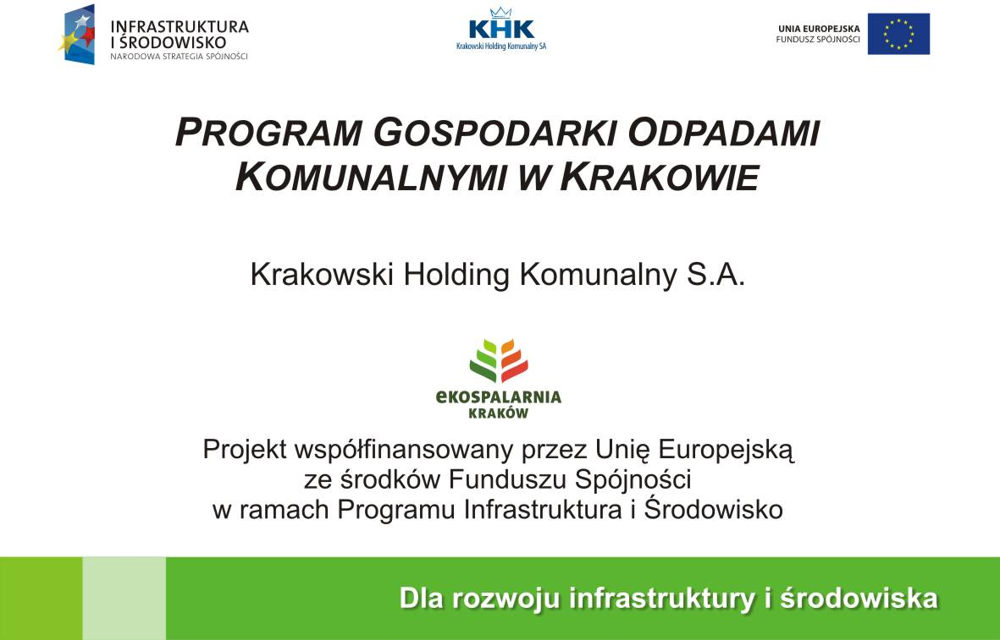 INFRASTRUKTURA
I ŚRODOWISKO
NARODOWA STRATEGIA SPÓJNOŚCI
KHK
Krakowski Holding Komunalny SA
UNIA EUROPEJSKA
FUNDUSZ SPÓJNOŚCI
PROGRAM GOSPODARKI ODPADAMI
KOMUNALNYMI W KRAKOWIE
Krakowski Holding Komunalny S.A.
eKOSPALARNIA
KRAKÓW
Projekt współfinansowany przez Unię Europejską
ze środków Funduszu Spójności
w ramach Programu Infrastruktura i Środowisko
Dla rozwoju infrastruktury i środowiska